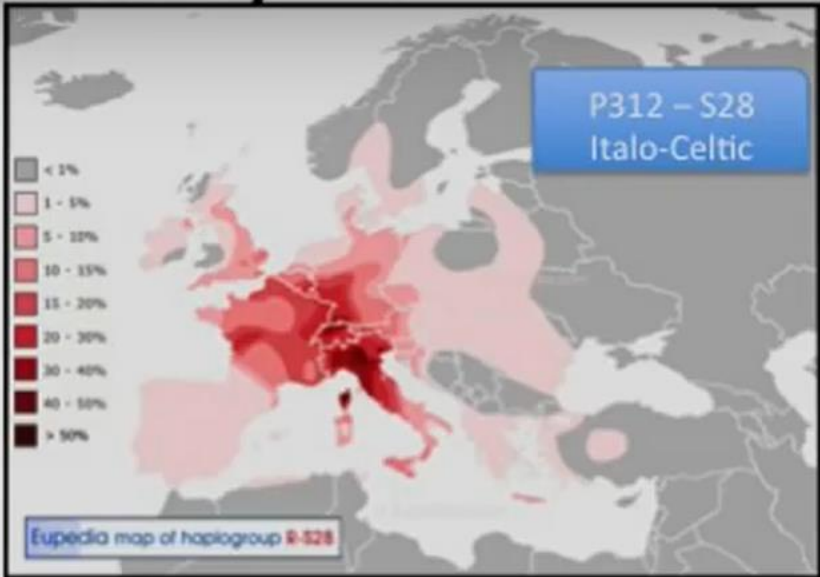 P312 – S28
Italo-Celtic
< 1%
1 - 5%
5 - 10%
10 - 15%
15 - 20%
20 - 30%
30 - 40%
40 - 50%
> 50%
Eupedia map of haplogroup R-S28